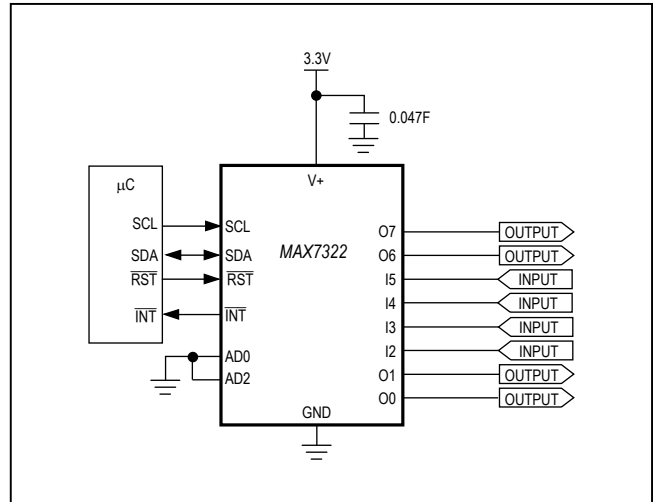 3.3V
0.047F
μC
V+
SCL
SCL
O7
OUTPUT
SDA
SDA
MAX7322
O6
OUTPUT
RST
RST
I5
INPUT
I4
INPUT
INT
INT
I3
INPUT
AD0
I2
INPUT
AD2
O1
OUTPUT
GND
O0
OUTPUT